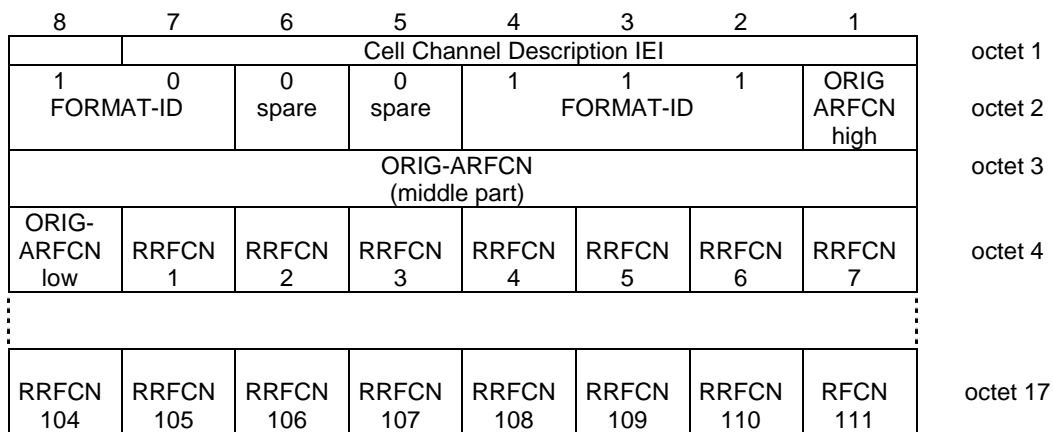 8 7 6 5 4 3 2 1
Cell Channel Description IEI octet 1
1 0 0 0 1 1 1 ORIG
FORMAT-ID spare spare FORMAT-ID ARFCN octet 2
high
ORIG-ARFCN octet 3
(middle part)
ORIG-
ARFCN RRFCN RRFCN RRFCN RRFCN RRFCN RRFCN RRFCN octet 4
low 1 2 3 4 5 6 7
RRFCN RRFCN RRFCN RRFCN RRFCN RRFCN RRFCN RFCN octet 17
104 105 106 107 108 109 110 111